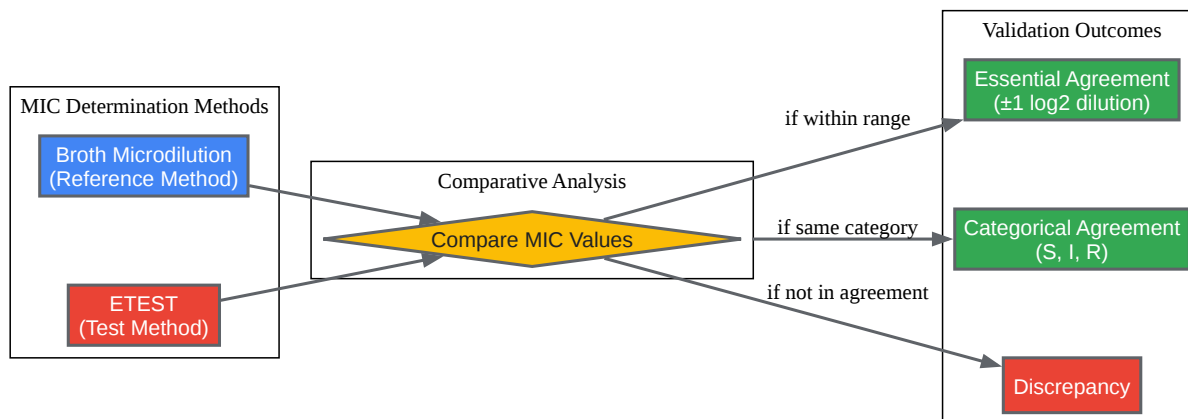 MIC Determination Methods
Broth Microdilution
(Reference Method)
ETEST
(Test Method)
Comparative Analysis
Compare MIC Values
if within range
if same category
if not in agreement
Validation Outcomes
Essential Agreement
(±1 log2 dilution)
Categorical Agreement
(S, I, R)
Discrepancy